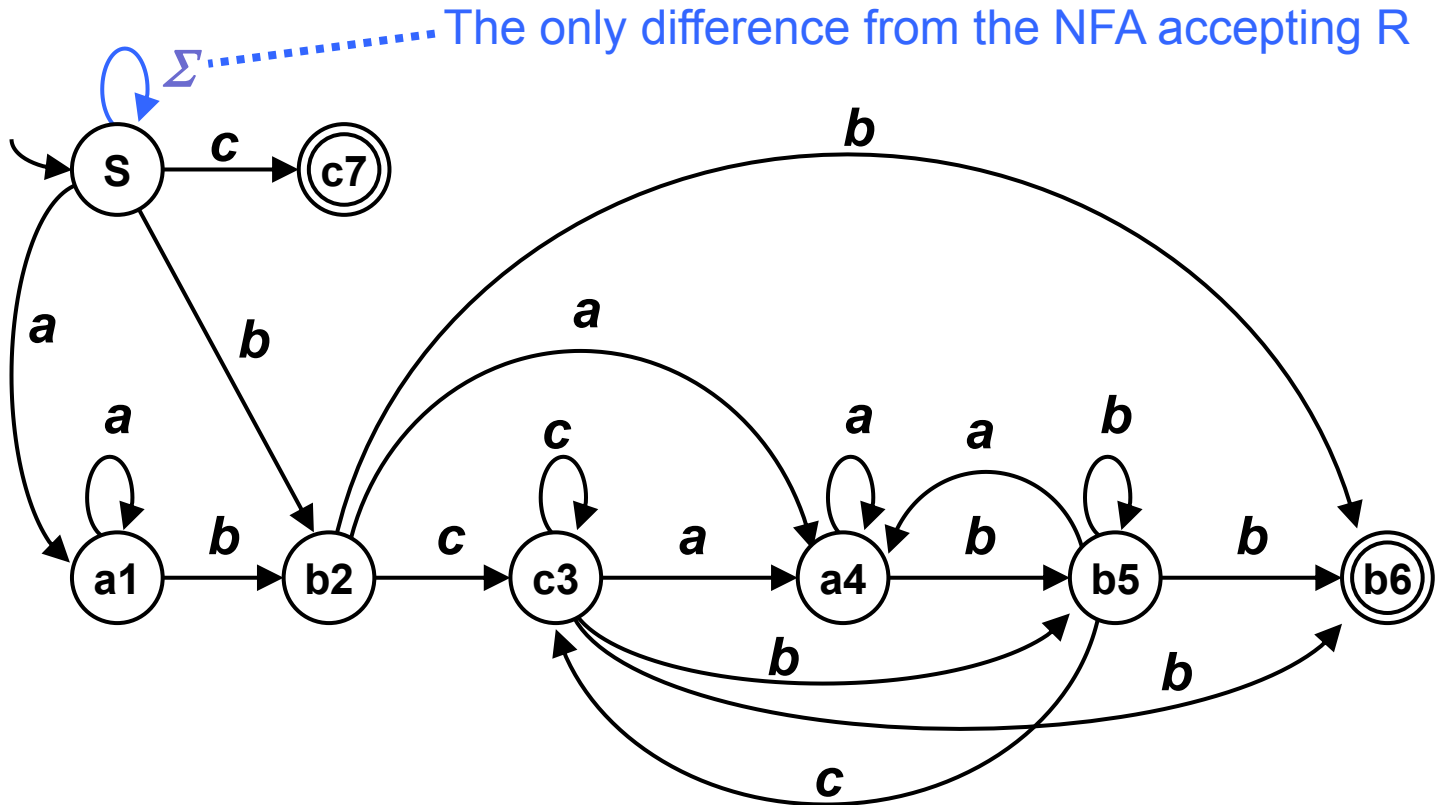 The only difference from the NFA accepting R
Σ
b
S
c
c7
a
b
a
a
c
a
a
b
a1
b
b2
c
c3
a
a4
b
b5
b
b6
b
b
c